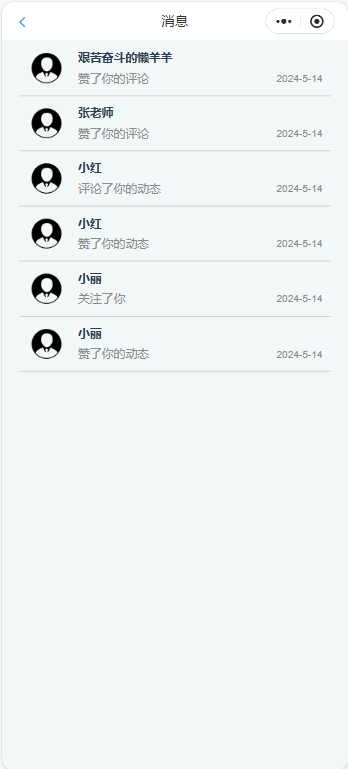 消息
艰苦奋斗的懒羊羊
赞了你的评论
2024-5-14
张老师
赞了你的评论
2024-5-14
小红
评论了你的动态
2024-5-14
小红
赞了你的动态
2024-5-14
小丽
关注了你
2024-5-14
小丽
赞了你的动态
2024-5-14